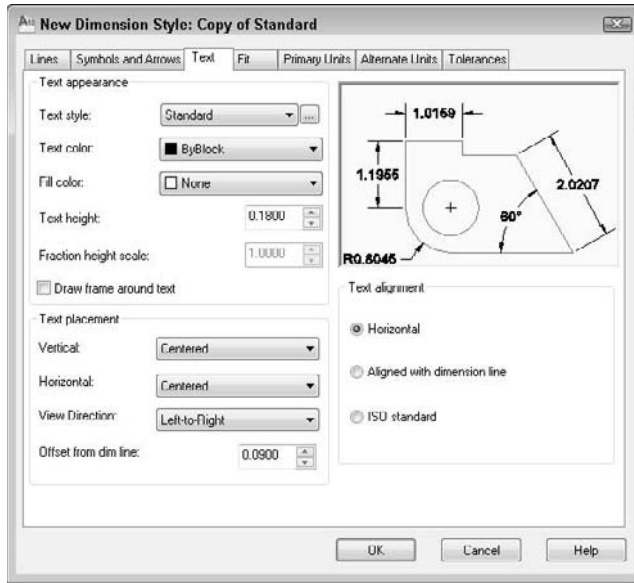 New Dimension Style: Copy of Standard
Lines Symbols and Arrows Text Fit Primary Units Alternate Units Tolerances
Text appearance
Text style: Standard ...
Text color: ByBlock
Fill color: None
Text height: 0.1800
Fraction height scale: 1.0000
Draw frame around text
Text placement
Vertical: Centered
Horizontal: Centered
View Direction: Left-to-Right
Offset from dim line: 0.0900
1.0159
1.1955
2.0207
60°
R0.8045
Text alignment
Horizontal
Aligned with dimension line
ISO standard
OK Cancel Help